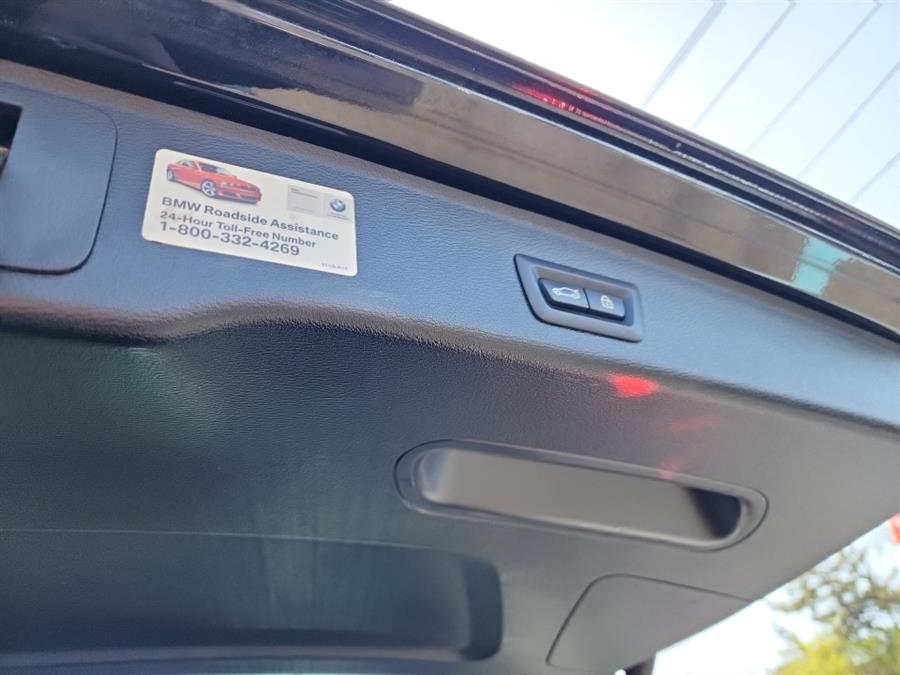 BMW Roadside Assistance
24-Hour Toll-Free Number
1-800-332-4269